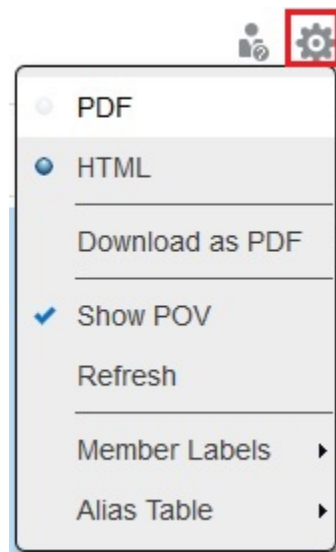 PDF
HTML
Download as PDF
Show POV
Refresh
Member Labels
Alias Table